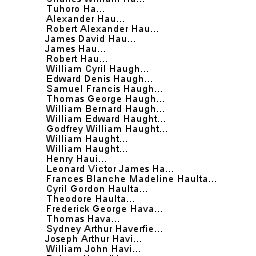 Tuhoro Ha...
Alexander Hau...
Robert Alexander Hau...
James David Hau...
James Hau...
Robert Hau...
William Cyril Haugh...
Edward Denis Haugh...
Samuel Francis Haugh...
Thomas George Haugh...
William Bernard Haugh...
William Edward Haught...
Godfrey William Haught...
William Haught...
William Haught...
Henry Haui...
Leonard Victor James Ha...
Frances Blanche Madeline Haulta...
Cyril Gordon Haulta...
Theodore Haulta...
Frederick George Hava...
Thomas Hava...
Sydney Arthur Haverfie...
Joseph Arthur Havi...
William John Havi...